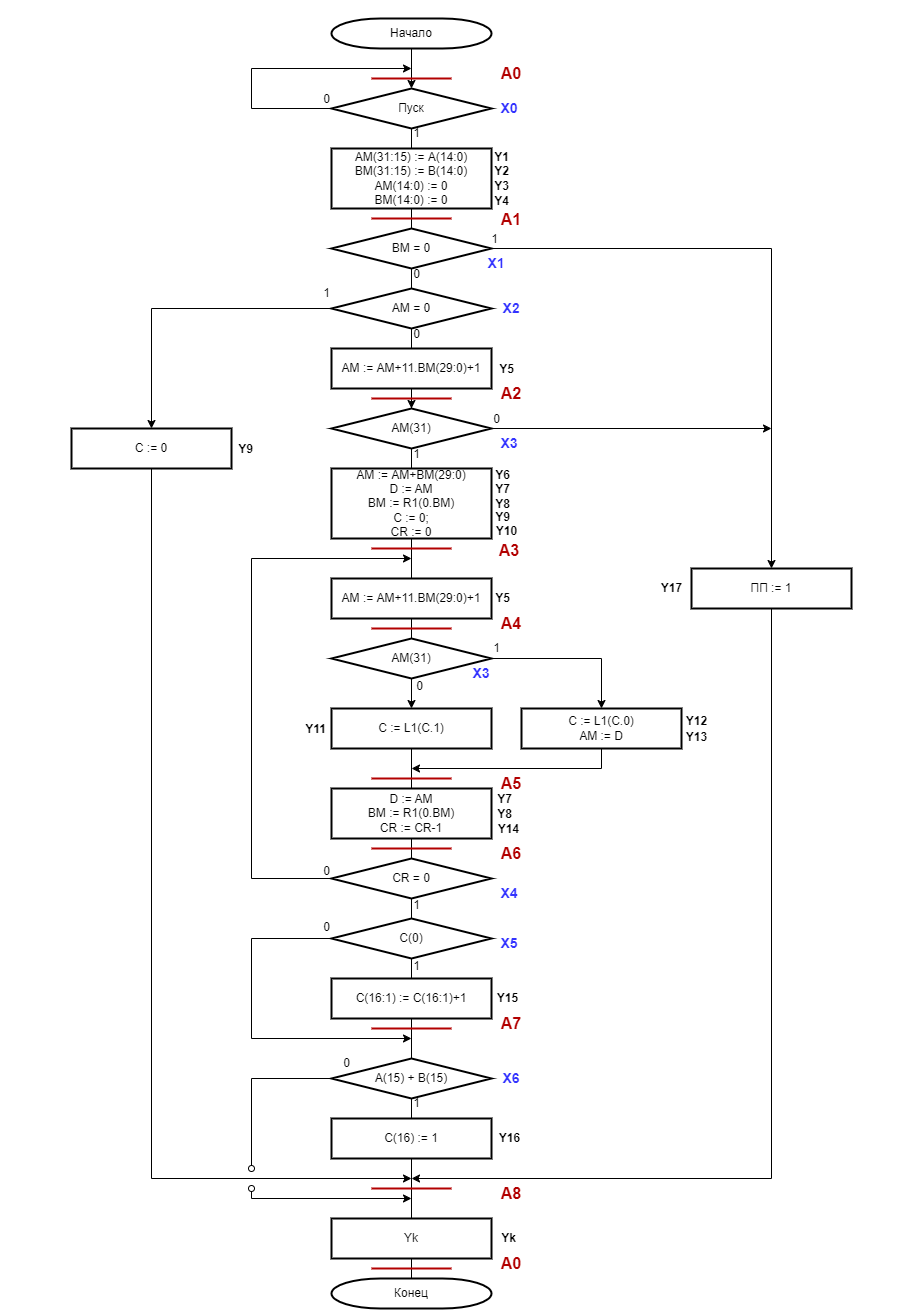 Начало
A0
0
Пуск
X0
1
AM(31:15) := A(14:0) Y1
BM(31:15) := B(14:0) Y2
AM(14:0) := 0 Y3
BM(14:0) := 0 Y4
A1
1
BM = 0
X1
0
1
AM = 0
X2
0
AM := AM+11.BM(29:0)+1 Y5
A2
0
AM(31)
X3
1
C := 0 Y9
AM := AM+BM(29:0) Y6
D := AM Y7
BM := R1(0.BM) Y8
C := 0; Y9
CR := 0 Y10
A3
Y17 ПП := 1
AM := AM+11.BM(29:0)+1 Y5
A4
1
AM(31)
X3
0
Y11 C := L1(C.1)
C := L1(C.0) Y12
AM := D Y13
A5
D := AM Y7
BM := R1(0.BM) Y8
CR := CR-1 Y14
A6
0
CR = 0
X4
1
0
C(0)
X5
1
C(16:1) := C(16:1)+1 Y15
A7
0
A(15) + B(15)
X6
1
C(16) := 1 Y16
A8
Yk Yk
A0
Конец